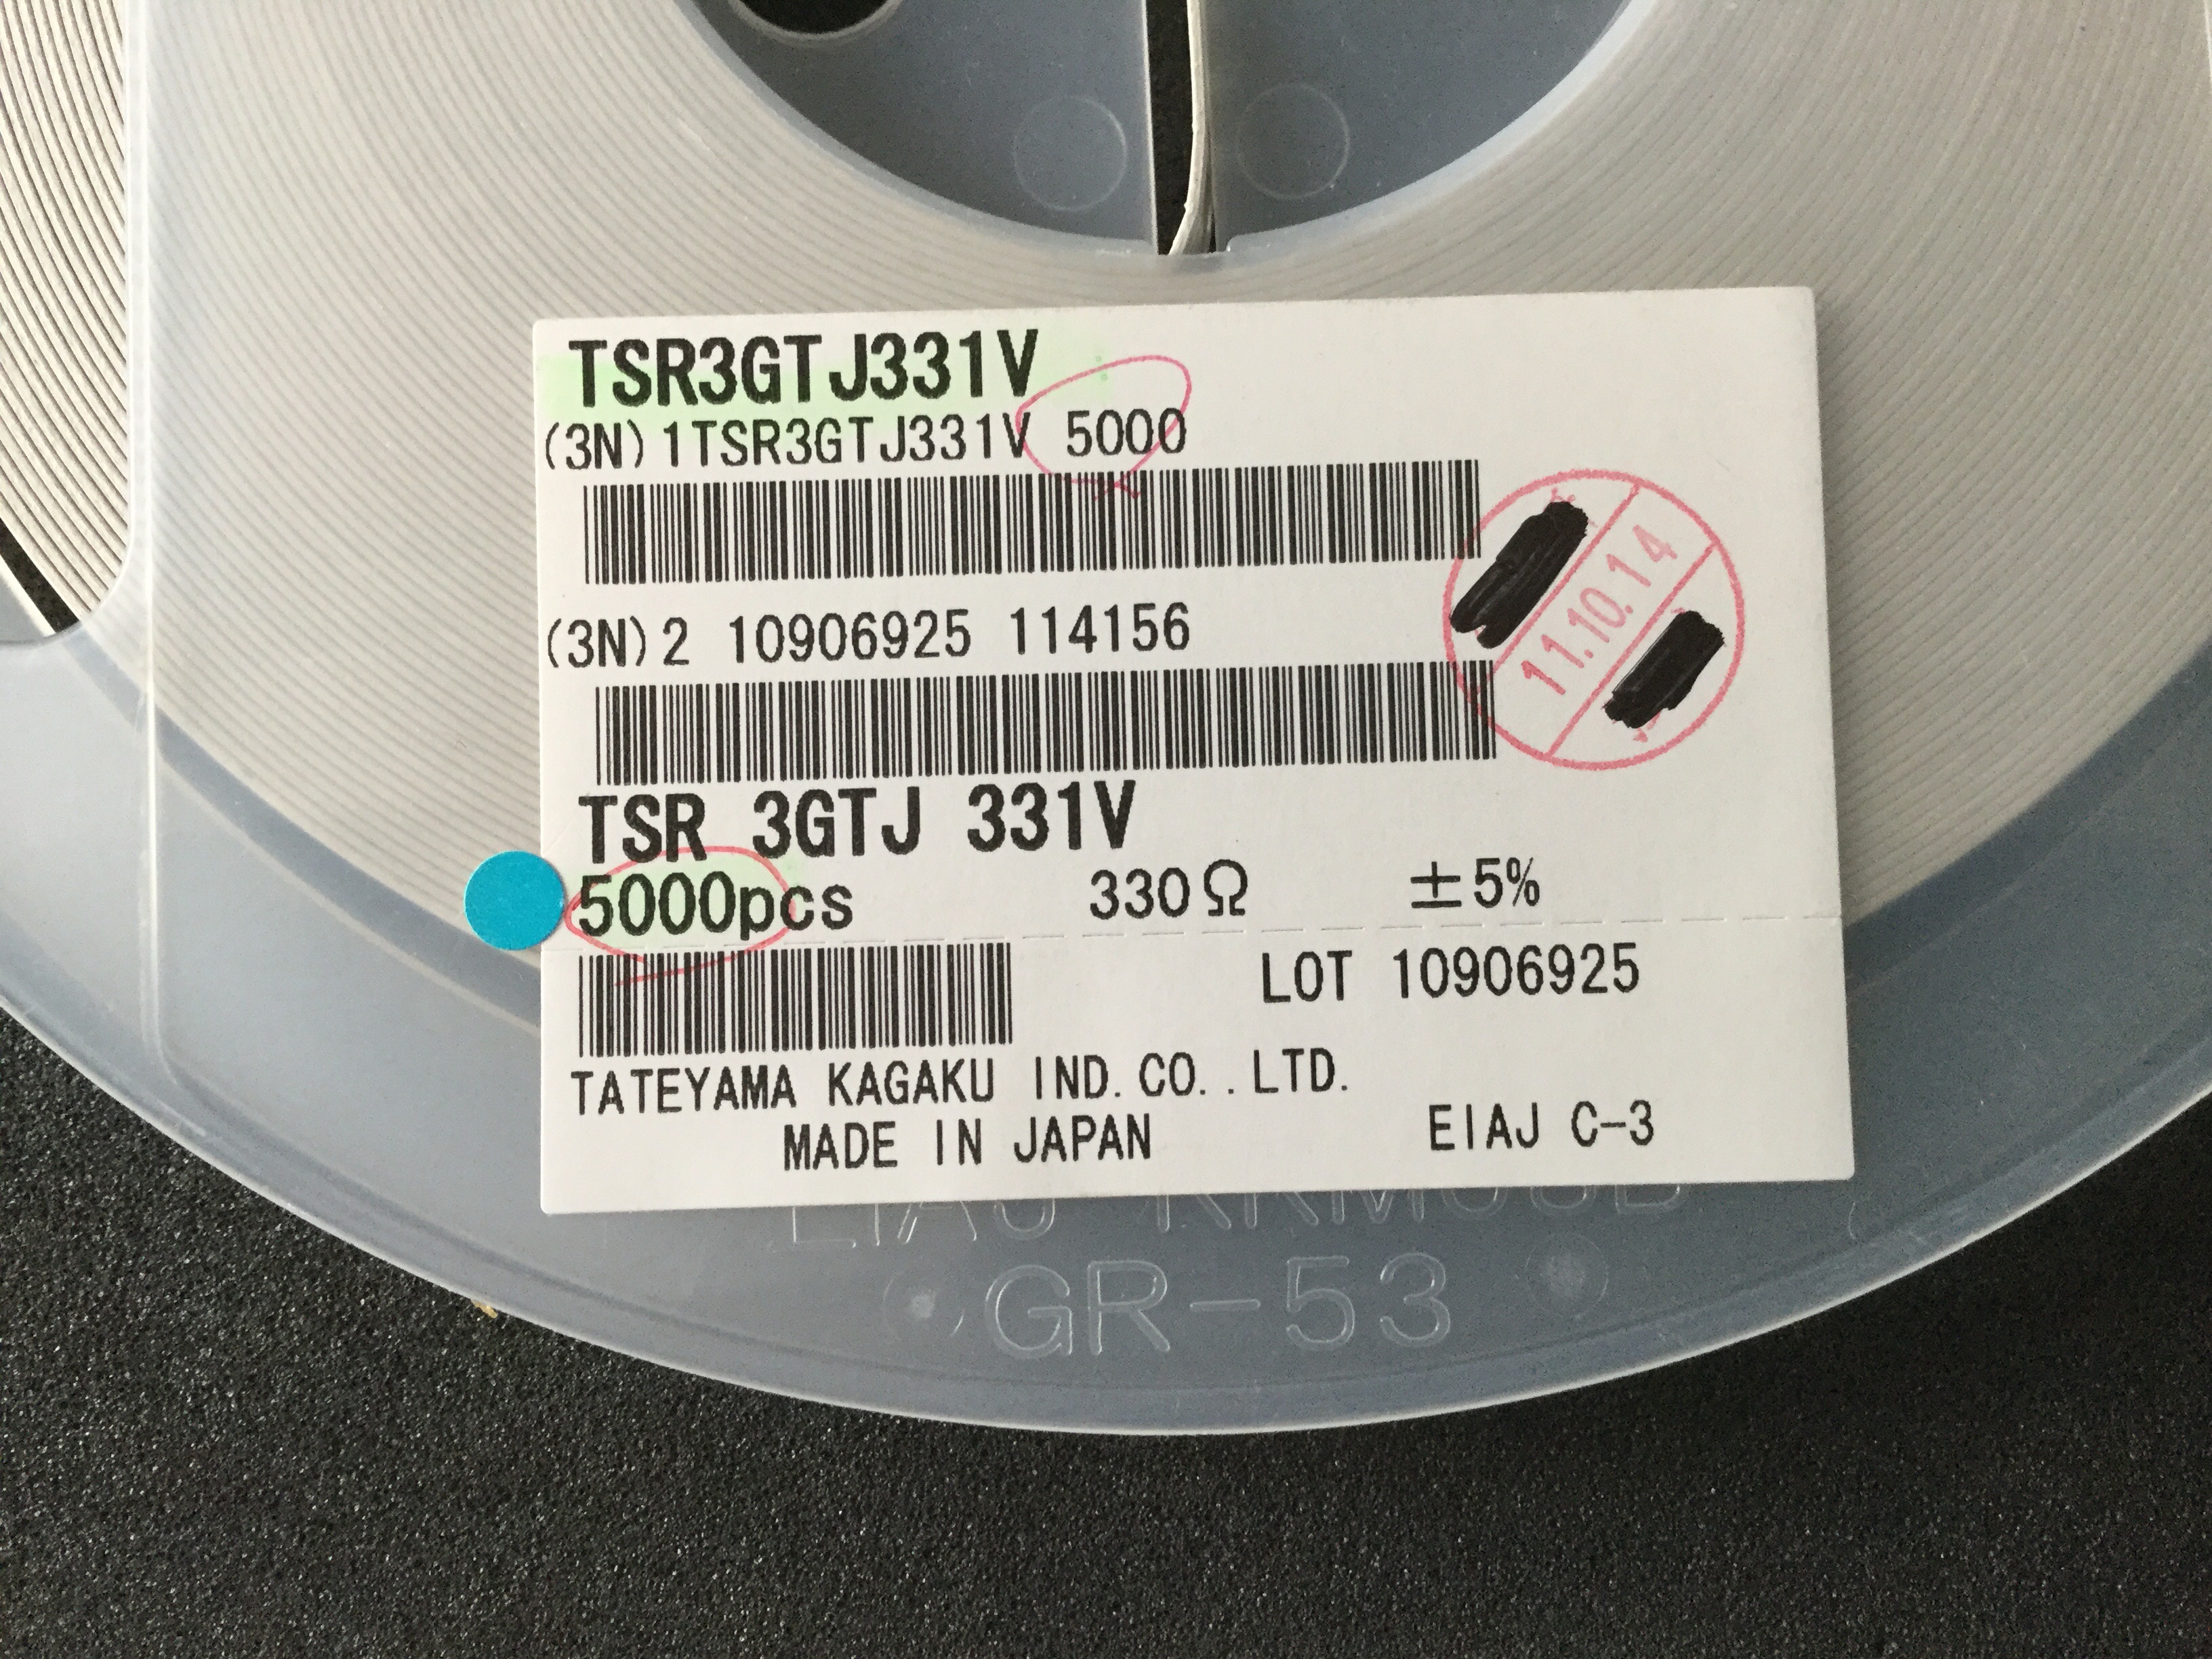 TSR3GTJ331V
(3N)1TSR3GTJ331V 5000
(3N)2 10906925 114156
11.10.14
TSR 3GTJ 331V
5000pcs 330Ω ±5%
LOT 10906925
TATEYAMA KAGAKU IND.CO..LTD.
MADE IN JAPAN EIAJ C-3
EIAJ
GR-53